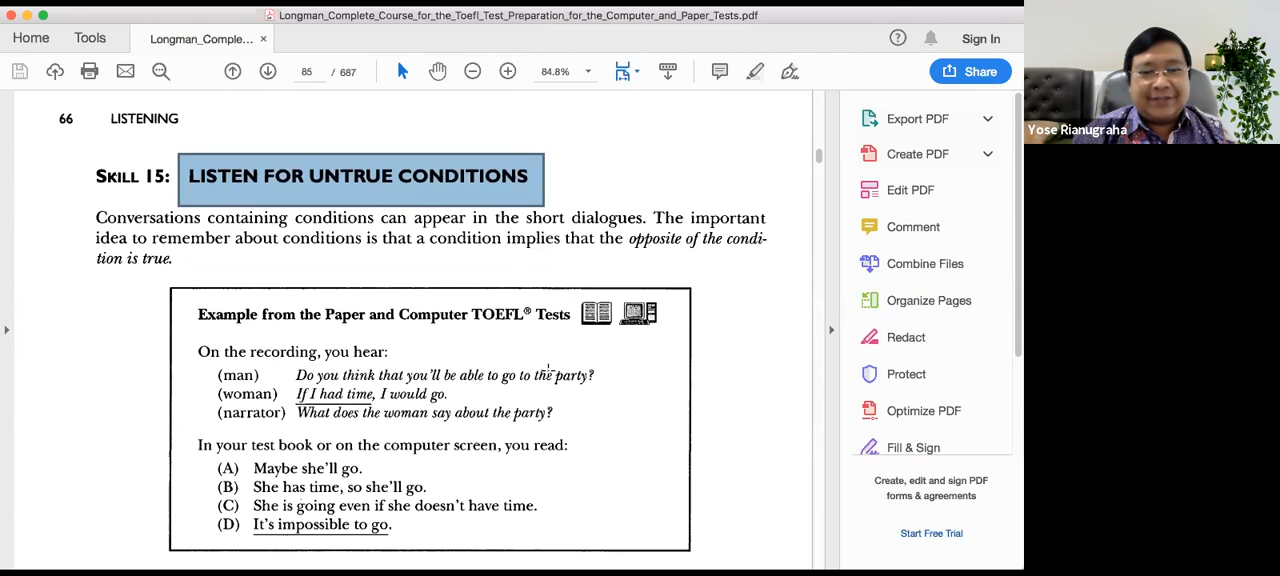 Longman_Complete_Course_for_the_Toefl_Test_Preparation_for_the_Computer_and_Paper_Tests.pdf
Home Tools Longman_Comple... × Sign In
85 / 687 84.8% Share
66 LISTENING
SKILL 15: LISTEN FOR UNTRUE CONDITIONS
Conversations containing conditions can appear in the short dialogues. The important
idea to remember about conditions is that a condition implies that the opposite of the condi-
tion is true.
Example from the Paper and Computer TOEFL® Tests
On the recording, you hear:
(man) Do you think that you'll be able to go to the party?
(woman) If I had time, I would go.
(narrator) What does the woman say about the party?
In your test book or on the computer screen, you read:
(A) Maybe she'll go.
(B) She has time, so she'll go.
(C) She is going even if she doesn't have time.
(D) It's impossible to go.
Export PDF
Create PDF
Edit PDF
Comment
Combine Files
Organize Pages
Redact
Protect
Optimize PDF
Fill & Sign
Create, edit and sign PDF
forms & agreements
Start Free Trial
Yose Rianugraha